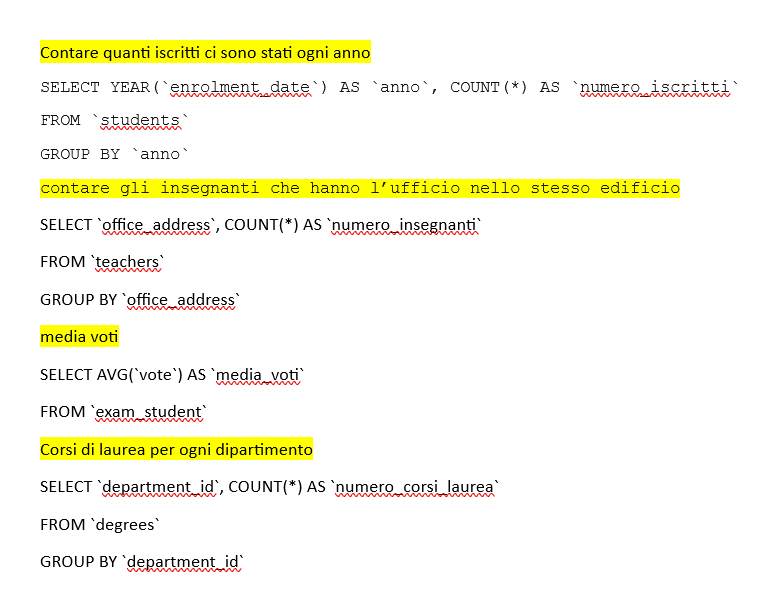 Contare quanti iscritti ci sono stati ogni anno
SELECT YEAR(`enrolment_date`) AS `anno`, COUNT(*) AS `numero_iscritti`
FROM `students`
GROUP BY `anno`
contare gli insegnanti che hanno l’ufficio nello stesso edificio
SELECT `office_address`, COUNT(*) AS `numero_insegnanti`
FROM `teachers`
GROUP BY `office_address`
media voti
SELECT AVG(`vote`) AS `media_voti`
FROM `exam_student`
Corsi di laurea per ogni dipartimento
SELECT `department_id`, COUNT(*) AS `numero_corsi_laurea`
FROM `degrees`
GROUP BY `department_id`